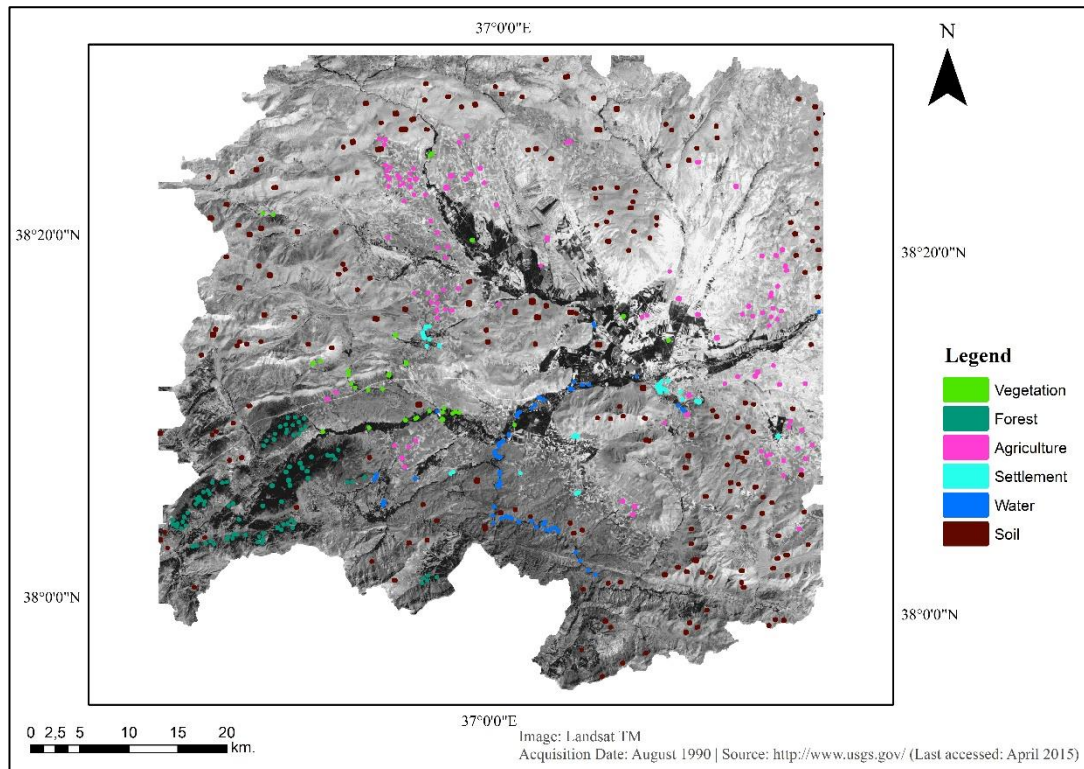 37°0'0"E
N
38°20'0"N
38°20'0"N
Legend
Vegetation
Forest
Agriculture
Settlement
Water
Soil
38°0'0"N
38°0'0"N
37°0'0"E
0 2,5 5 10 15 20
km.
Image: Landsat TM
Acquisition Date: August 1990 | Source: http://www.usgs.gov/ (Last accessed: April 2015)